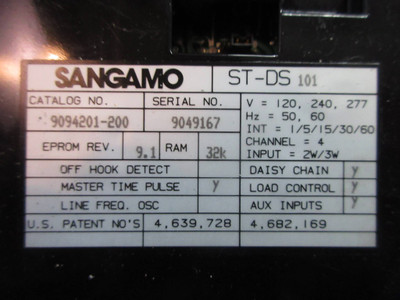 SANGAMO ST-DS 101
CATALOG NO. SERIAL NO. V = 120, 240, 277
9094201-200 9049167 Hz = 50, 60
INT = 1/5/15/30/60
EPROM REV. 9.1 RAM 32k CHANNEL = 4
INPUT = 2W/3W
OFF HOOK DETECT DAISY CHAIN y
MASTER TIME PULSE y LOAD CONTROL y
LINE FREQ. OSC AUX INPUTS y
U.S. PATENT NO'S 4,639,728 4,682,169